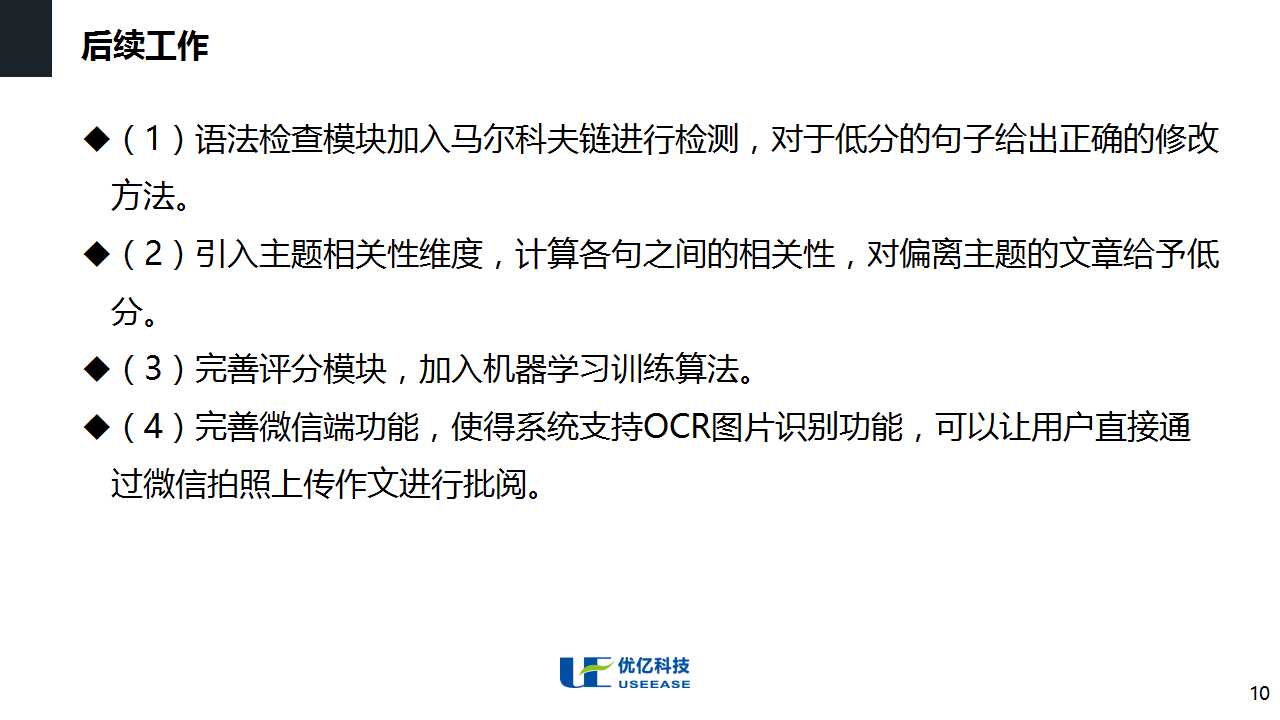 后续工作
◆（1）语法检查模块加入马尔科夫链进行检测，对于低分的句子给出正确的修改
方法。
◆（2）引入主题相关性维度，计算各句之间的相关性，对偏离主题的文章给予低
分。
◆（3）完善评分模块，加入机器学习训练算法。
◆（4）完善微信端功能，使得系统支持OCR图片识别功能，可以让用户直接通
过微信拍照上传作文进行批阅。
UE 优亿科技
USEEASE
10